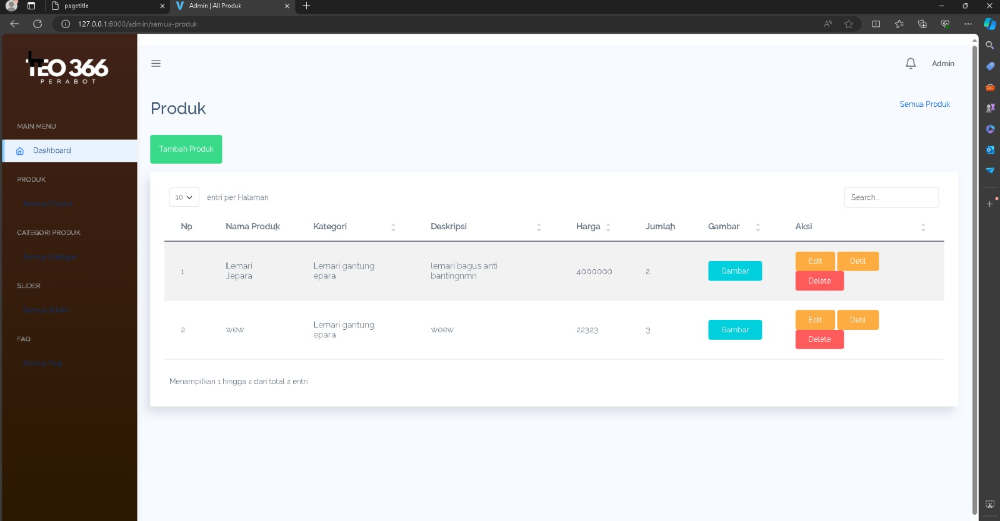 pagetitle
Admin | All Produk
127.0.0.1:8000/admin/semua-produk
TEO 366
PERABOT
Admin
Produk
Semua Produk
MAIN MENU
Dashboard
Tambah Produk
PRODUK
Semua Produk
CATEGORI PRODUK
Semua Kategori
SLIDER
Semua Slider
FAQ
Semua Faq
10 entri per Halaman
Search...
No Nama Produk Kategori Deskripsi Harga Jumlah Gambar Aksi
1 Lemari Jepara Lemari gantung epara lemari bagus anti bantingnmn 4000000 2 Gambar Edit Detil Delete
2 wew Lemari gantung epara weew 22323 3 Gambar Edit Detil Delete
Menampilkan 1 hingga 2 dari total 2 entri